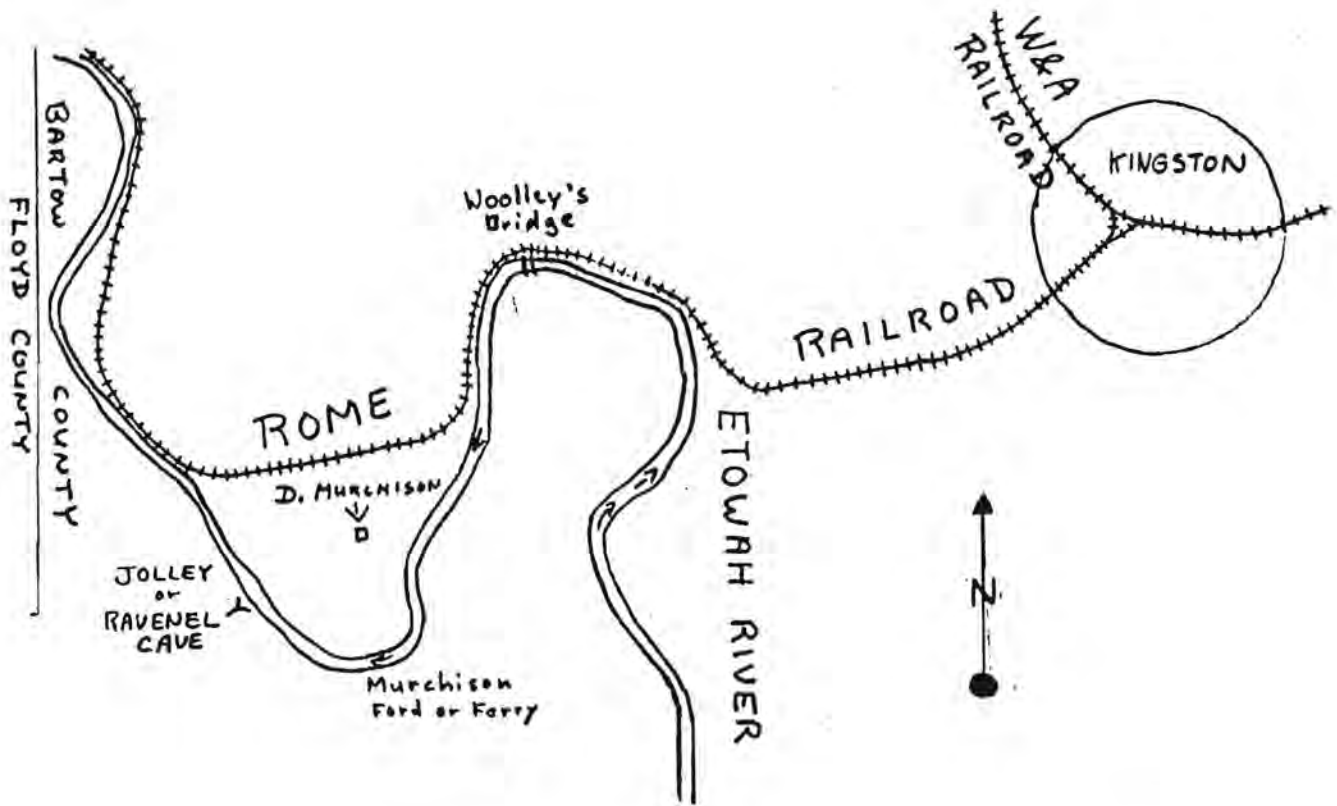 W&A
RAILROAD
KINGSTON
Woolley's
Bridge
BARTOW
COUNTY
FLOYD COUNTY
ROME
RAILROAD
D. MURCHISON
ETOWAH RIVER
JOLLEY
or
RAVENEL
CAVE
Murchison
Ford or Ferry
N